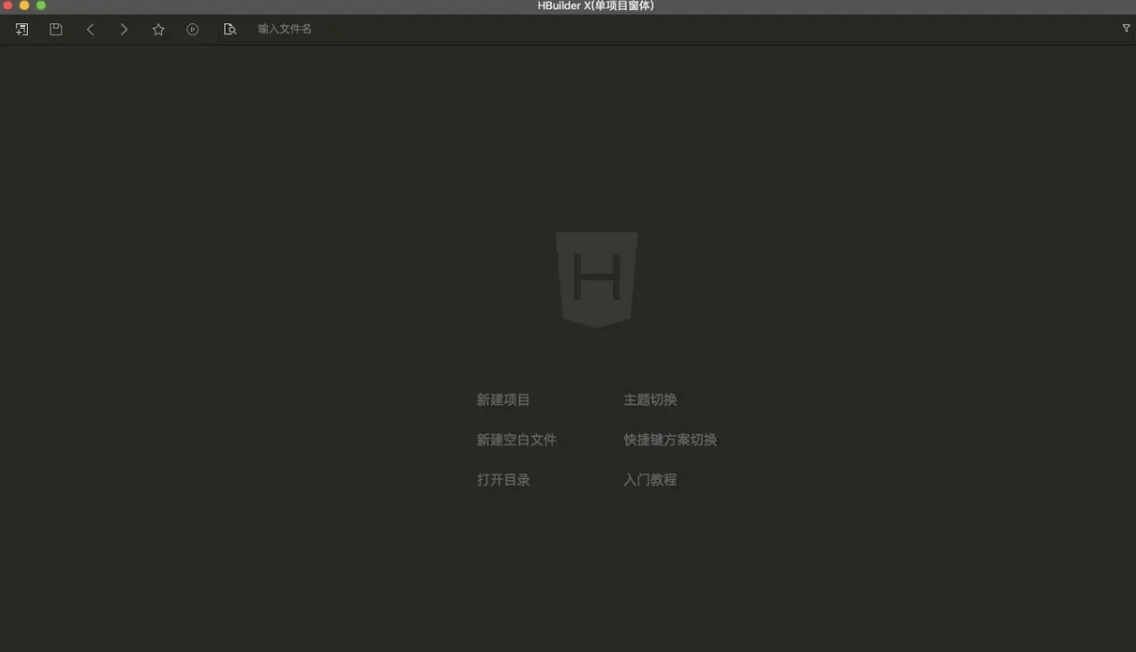 HBuilder X(单项目窗体)
输入文件名
H
新建项目 主题切换
新建空白文件 快捷键方案切换
打开目录 入门教程